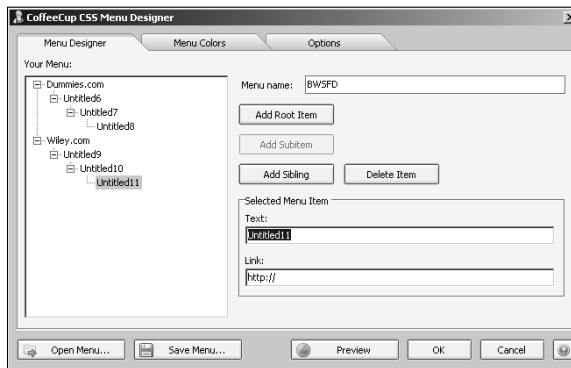 CoffeeCup CSS Menu Designer
Menu Designer
Menu Colors
Options
Your Menu:
Dummies.com
Untitled6
Untitled7
Untitled8
Wiley.com
Untitled9
Untitled10
Untitled11
Menu name: BWSFD
Add Root Item
Add Subitem
Add Sibling
Delete Item
Selected Menu Item
Text:
Untitled11
Link:
http://
Open Menu...
Save Menu...
Preview
OK
Cancel